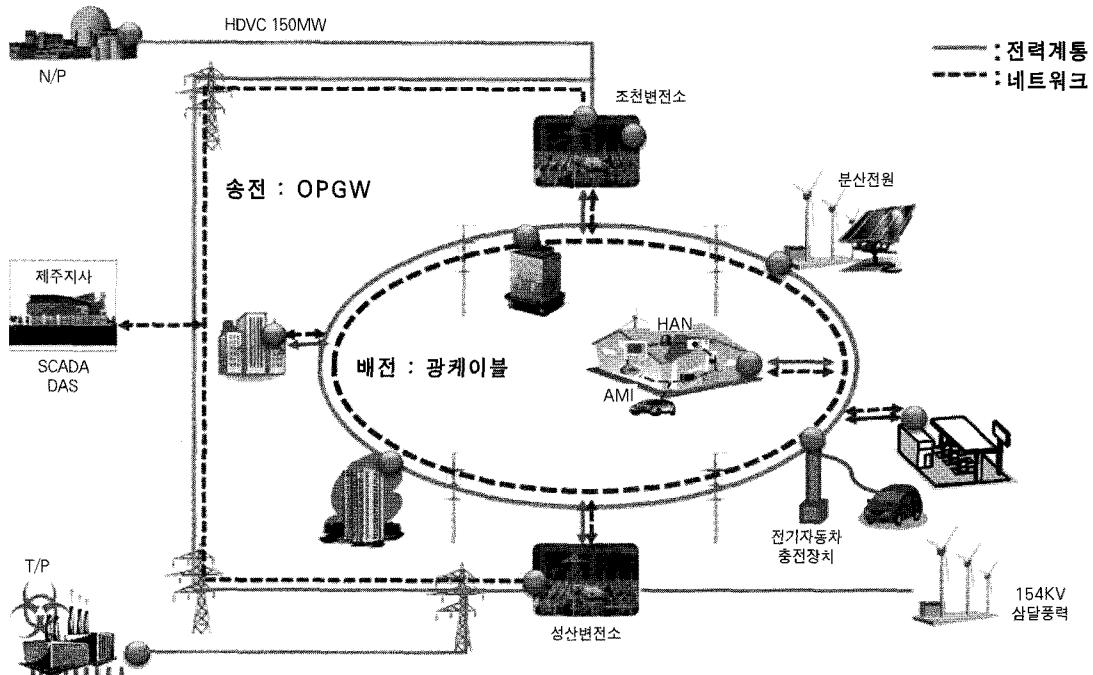 HDVC 150MW
N/P
: 전력계통
: 네트워크
조천변전소
송전 : OPGW
분산전원
제주지사
SCADA
DAS
HAN
배전 : 광케이블
AMI
전기자동차
충전장치
T/P
154KV
삼달풍력
성산변전소